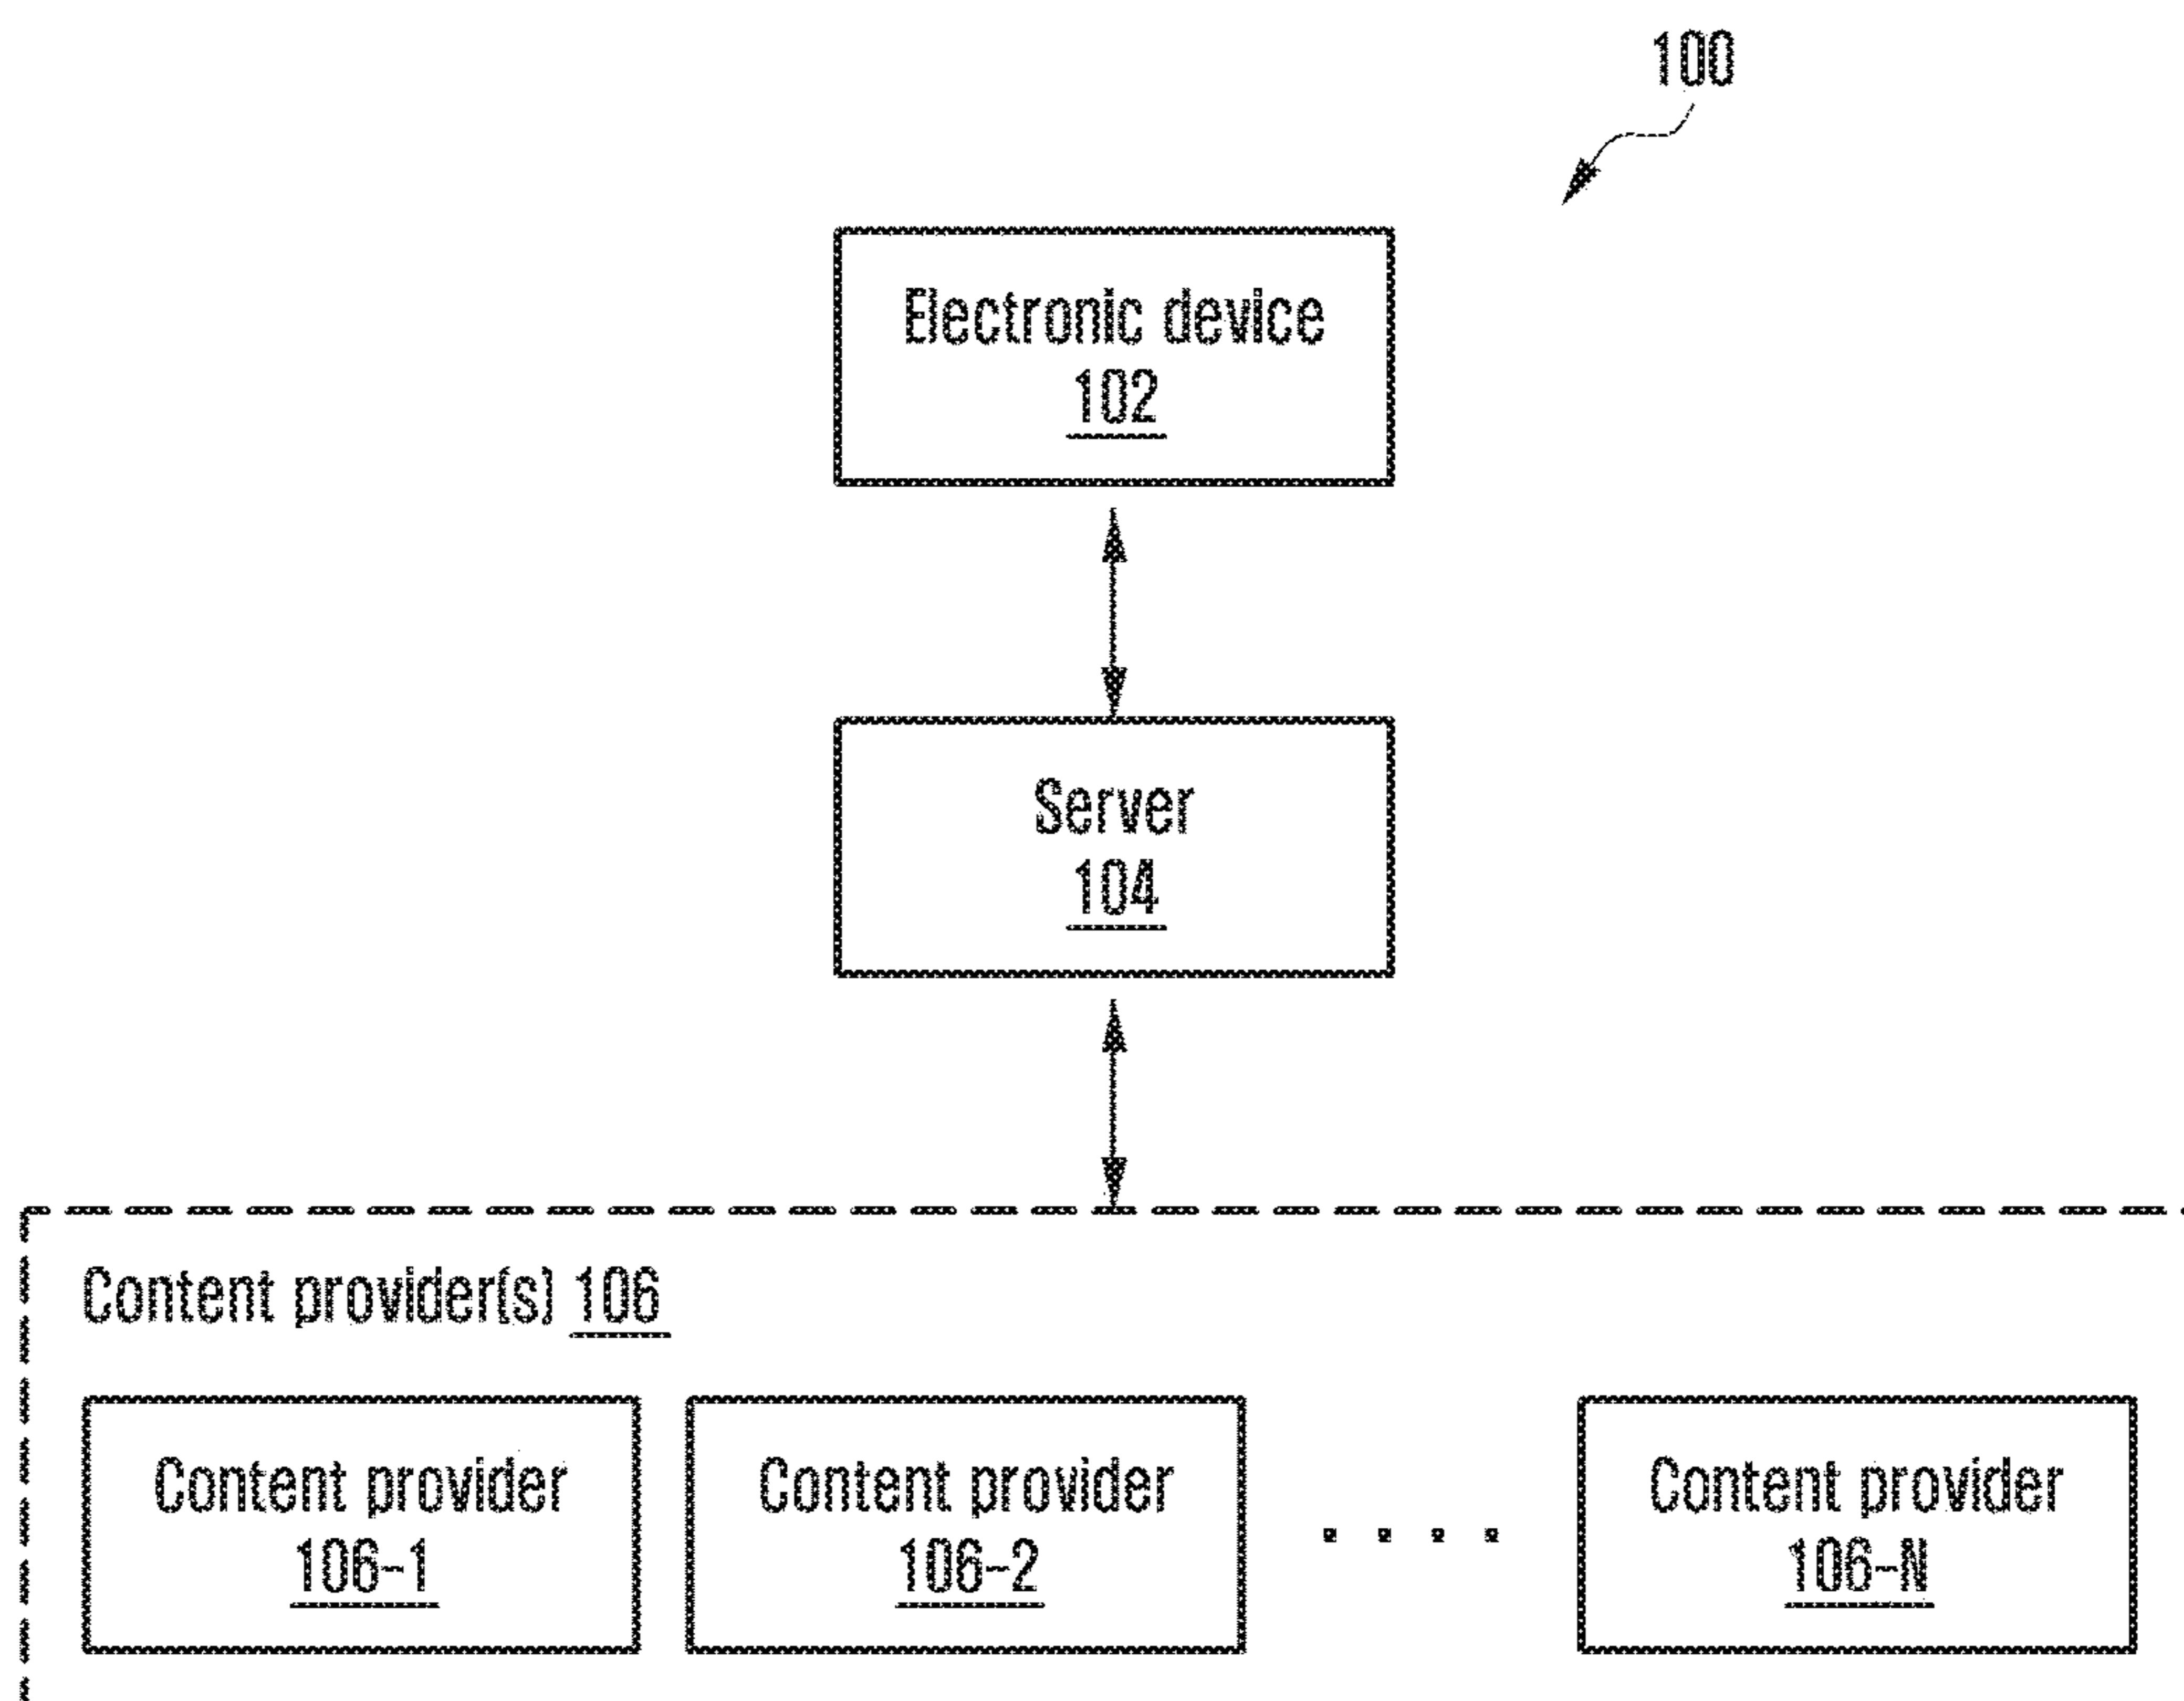 100
Electronic device
102
Server
104
Content provider(s) 106
Content provider
106-1
Content provider
106-2
Content provider
106-N